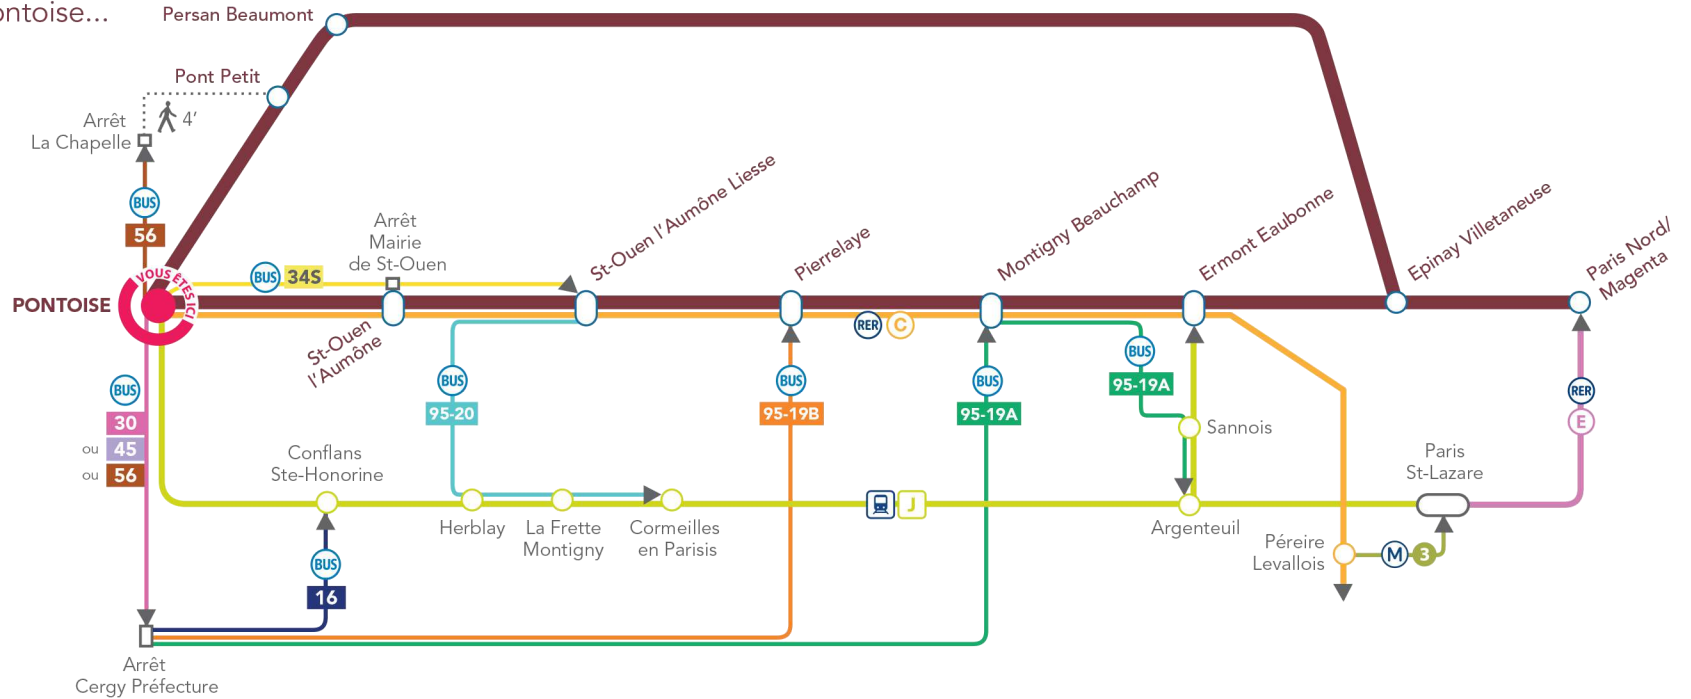 ontoise...
Persan Beaumont
Pont Petit
4'
Arrêt
La Chapelle
BUS
56
VOUS ÊTES ICI
PONTOISE
BUS
34S
Arrêt
Mairie
de St-Ouen
St-Ouen
l'Aumône
St-Ouen l'Aumône Liesse
Pierrelaye
Montigny Beauchamp
Ermont Eaubonne
Epinay Villetaneuse
Paris Nord/
Magenta
RER
C
BUS
30
ou 45
ou 56
BUS
95-20
BUS
95-19B
BUS
95-19A
BUS
95-19A
Sannois
RER
E
Conflans
Ste-Honorine
Herblay
La Frette
Montigny
Cormeilles
en Parisis
J
Argenteuil
Paris
St-Lazare
Péreire
Levallois
M
3
BUS
16
Arrêt
Cergy Préfecture